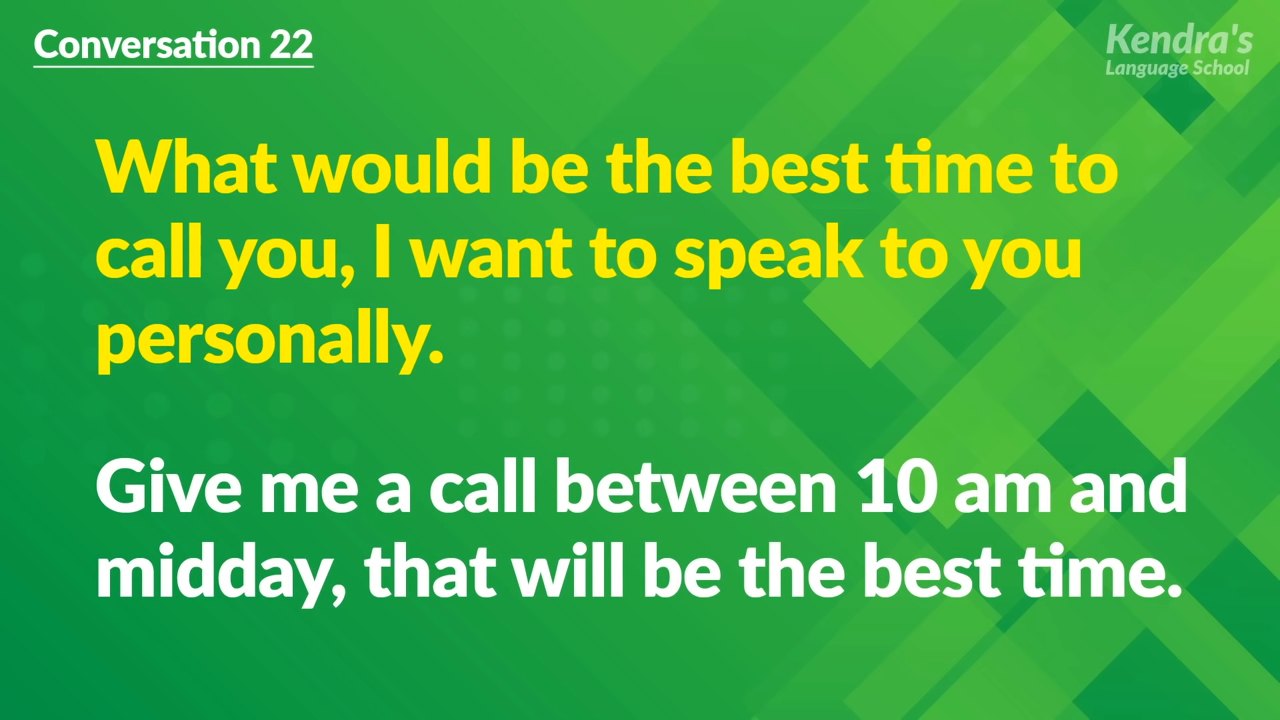 Conversation 22
Kendra's
Language School
What would be the best time to
call you, I want to speak to you
personally.
Give me a call between 10 am and
midday, that will be the best time.